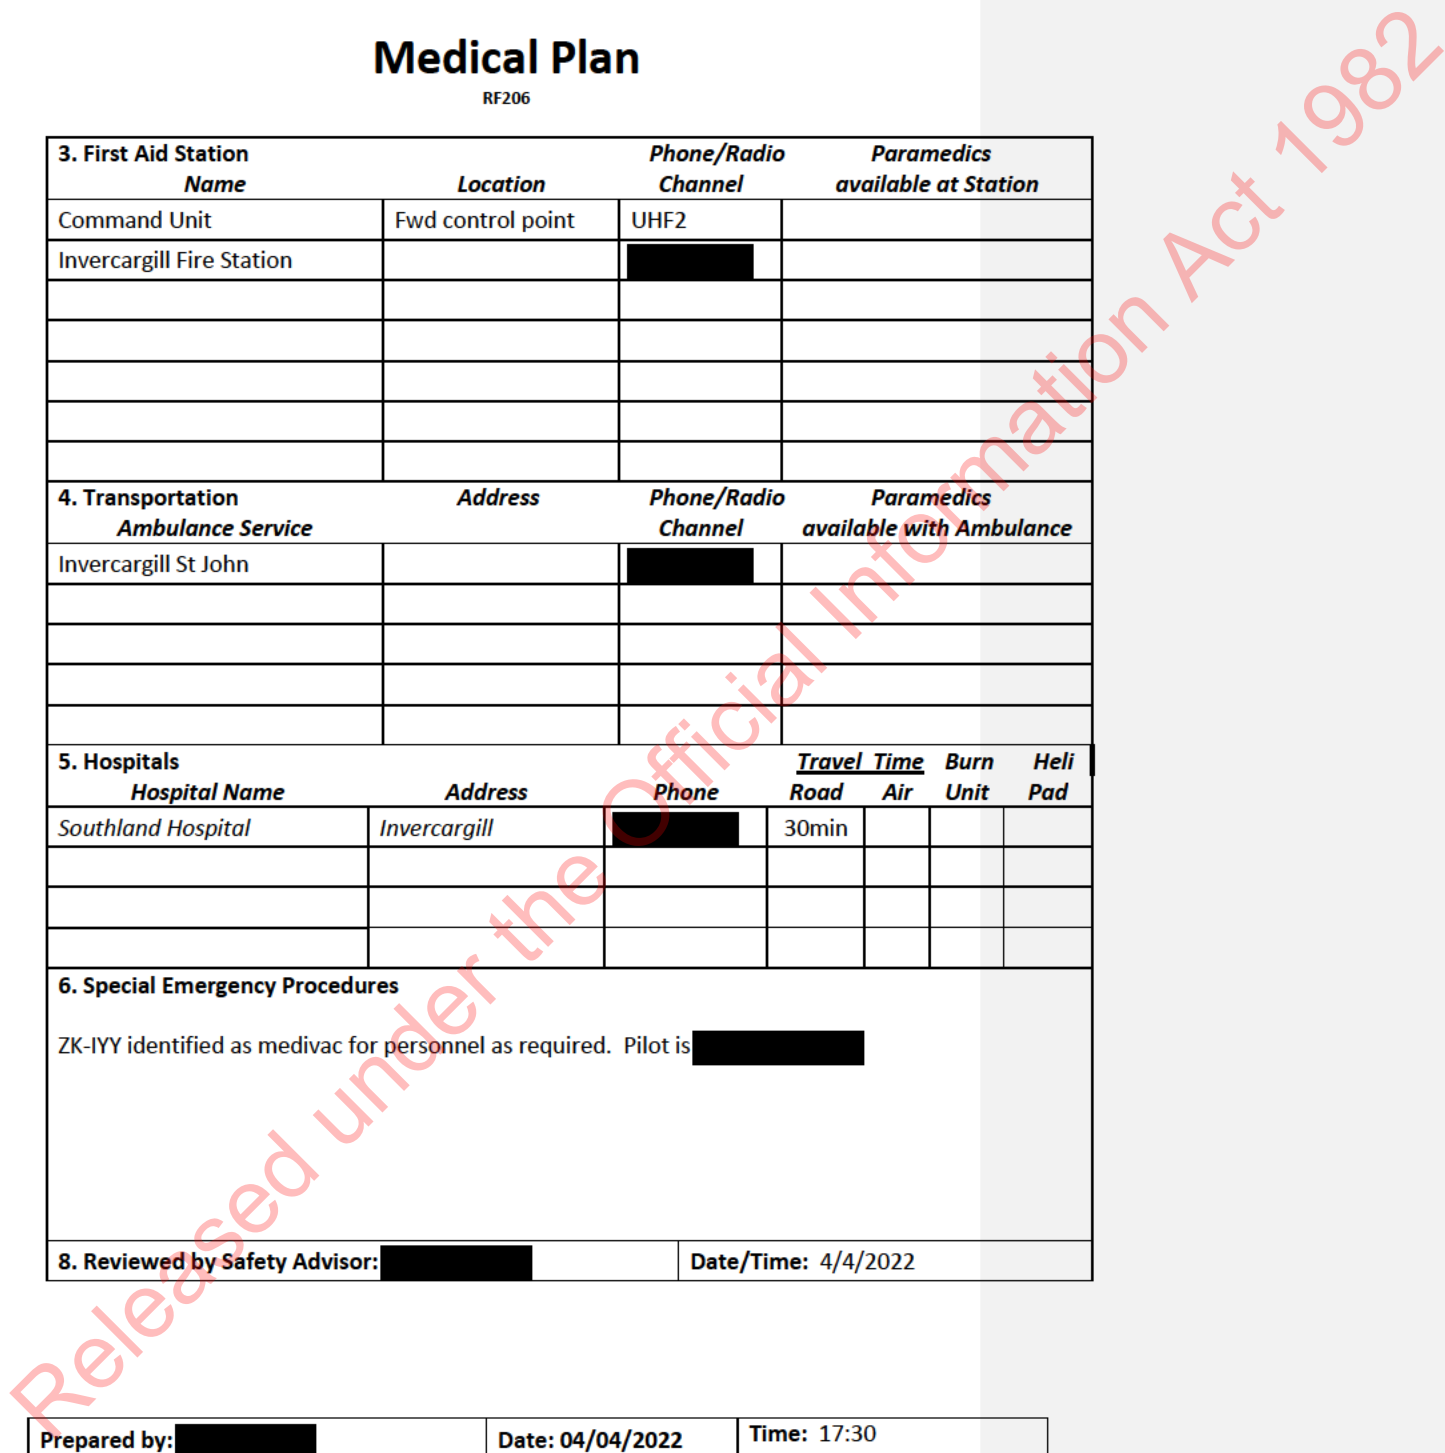 Medical Plan
RF206
3. First Aid Station Phone/Radio Paramedics
Name Location Channel available at Station
Command Unit Fwd control point UHF2
Invercargill Fire Station
4. Transportation Address Phone/Radio Paramedics
Ambulance Service Channel available with Ambulance
Invercargill St John
5. Hospitals Travel Time Burn Heli
Hospital Name Address Phone Road Air Unit Pad
Southland Hospital Invercargill 30min
6. Special Emergency Procedures
ZK-IYY identified as medivac for personnel as required. Pilot is
8. Reviewed by Safety Advisor: Date/Time: 4/4/2022
Prepared by: Date: 04/04/2022 Time: 17:30
Released under the Official Information Act 1982